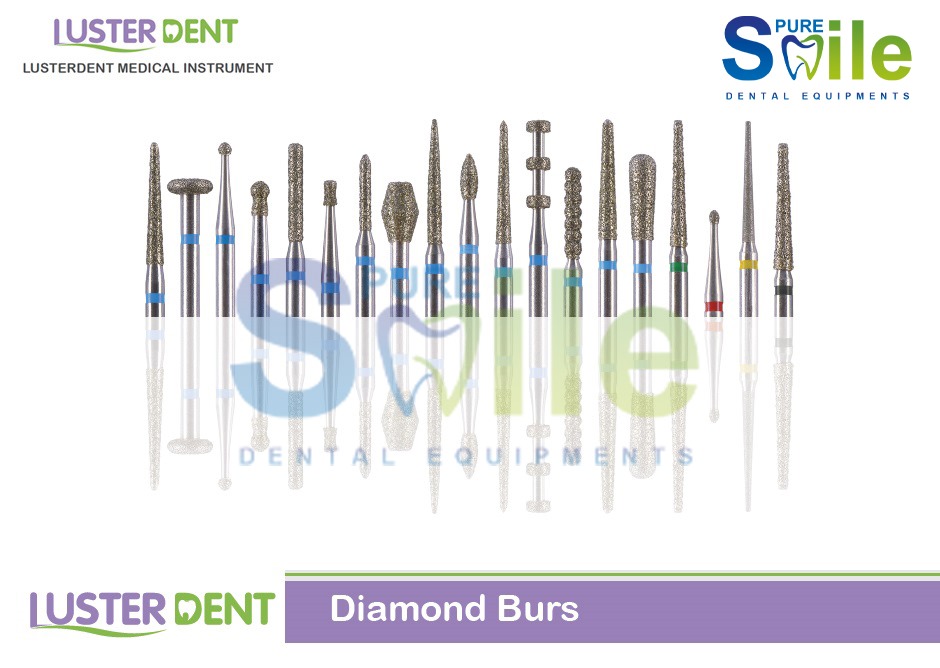 LUSTER DENT
LUSTERDENT MEDICAL INSTRUMENT
PURE
Smile
DENTAL EQUIPMENTS
PURE
Smile
DENTAL EQUIPMENTS
LUSTER DENT
Diamond Burs